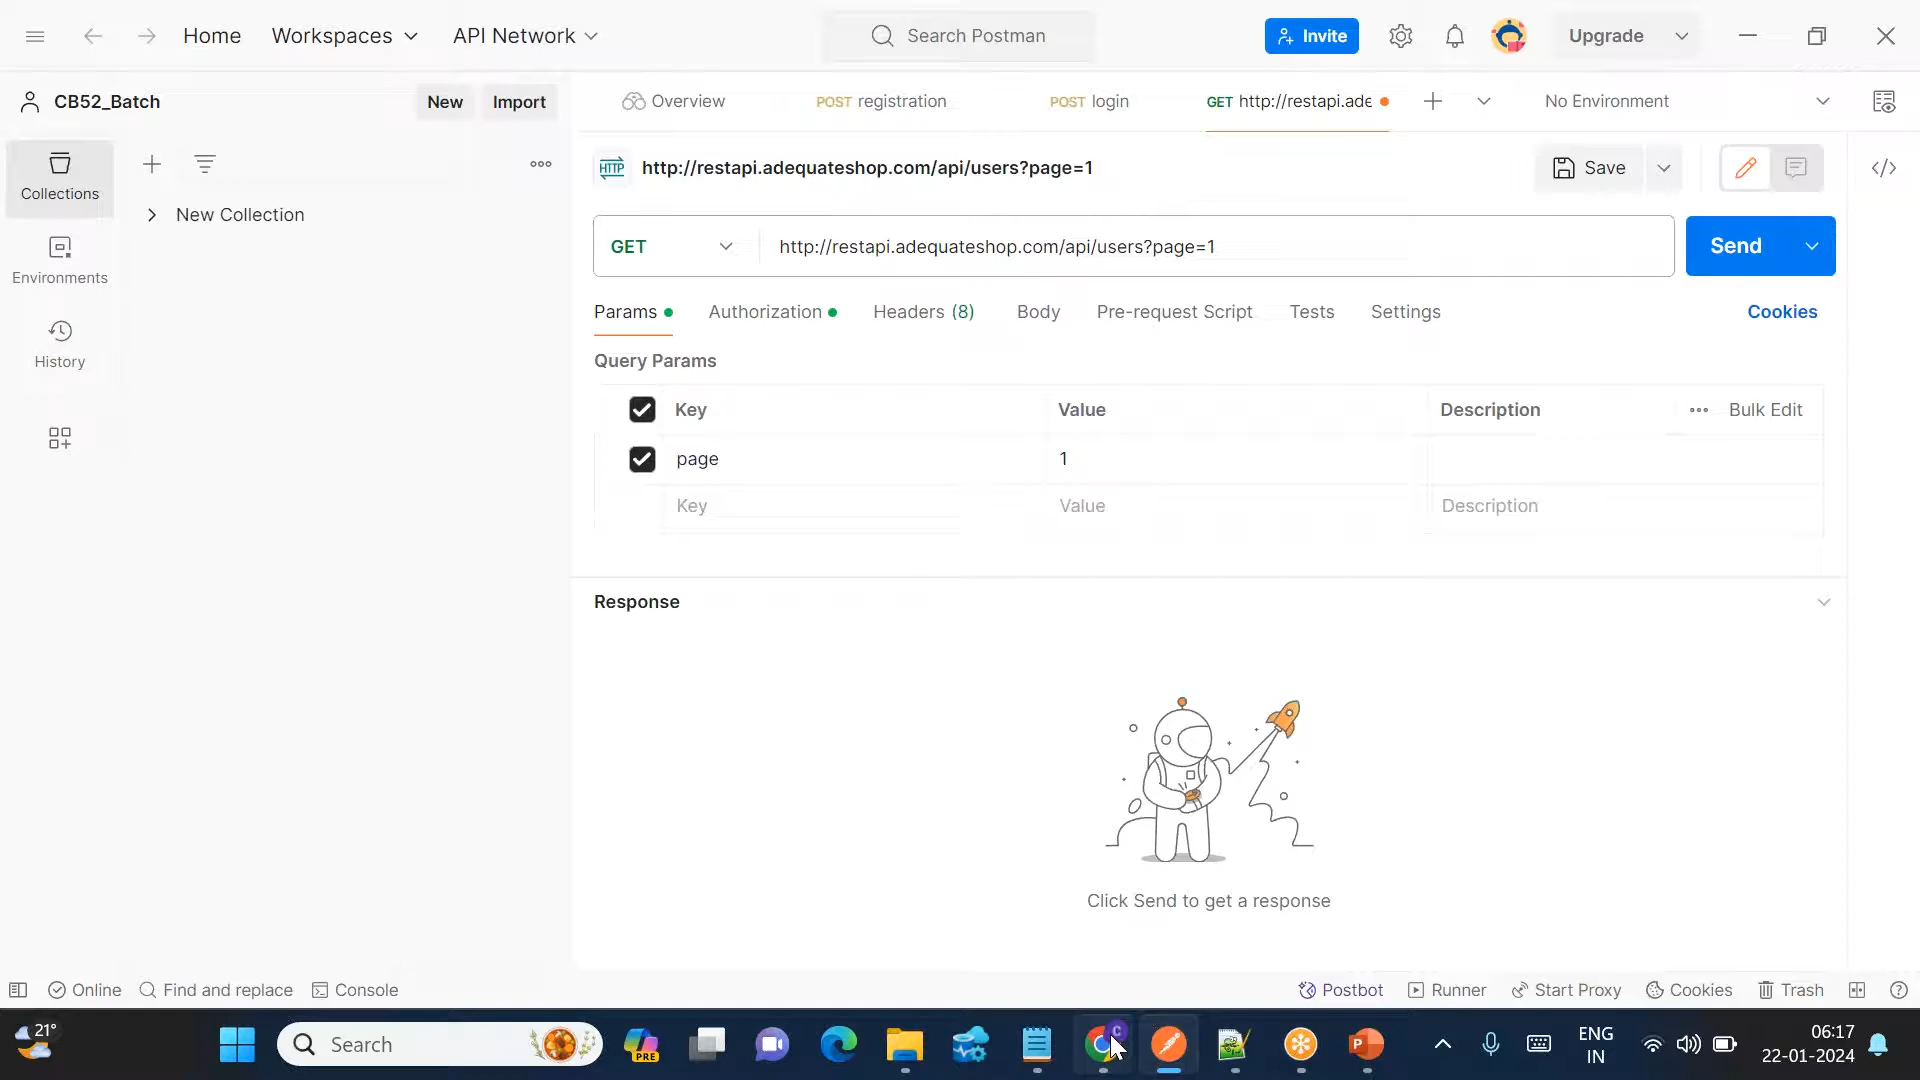 Home
Workspaces
API Network
Search Postman
Invite
Upgrade
CB52_Batch
New
Import
Overview
POST registration
POST login
GET http://restapi.ade
No Environment
Collections
New Collection
Environments
History
HTTP
http://restapi.adequateshop.com/api/users?page=1
Save
GET
http://restapi.adequateshop.com/api/users?page=1
Send
Params
Authorization
Headers (8)
Body
Pre-request Script
Tests
Settings
Cookies
Query Params
Key
Value
Description
Bulk Edit
page
1
Key
Value
Description
Response
Click Send to get a response
Online
Find and replace
Console
Postbot
Runner
Start Proxy
Cookies
Trash
21°
Search
PRE
C
P
ENG
IN
06:17
22-01-2024